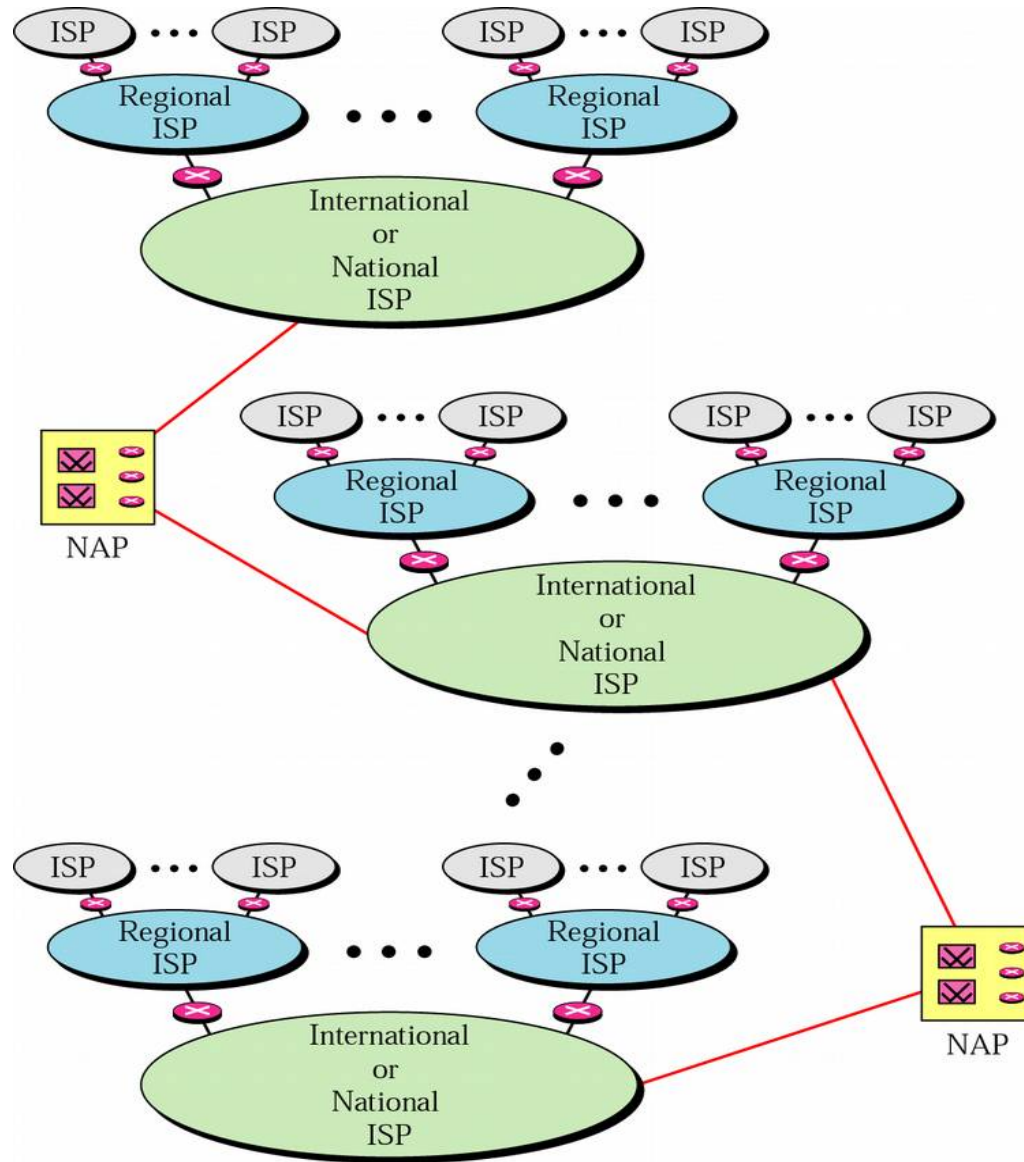 ISP ISP ISP ISP
Regional Regional
ISP ISP
International
or
National
ISP
ISP ISP ISP ISP
NAP
Regional Regional
ISP ISP
International
or
National
ISP
ISP ISP ISP ISP
Regional Regional
ISP ISP
NAP
International
or
National
ISP